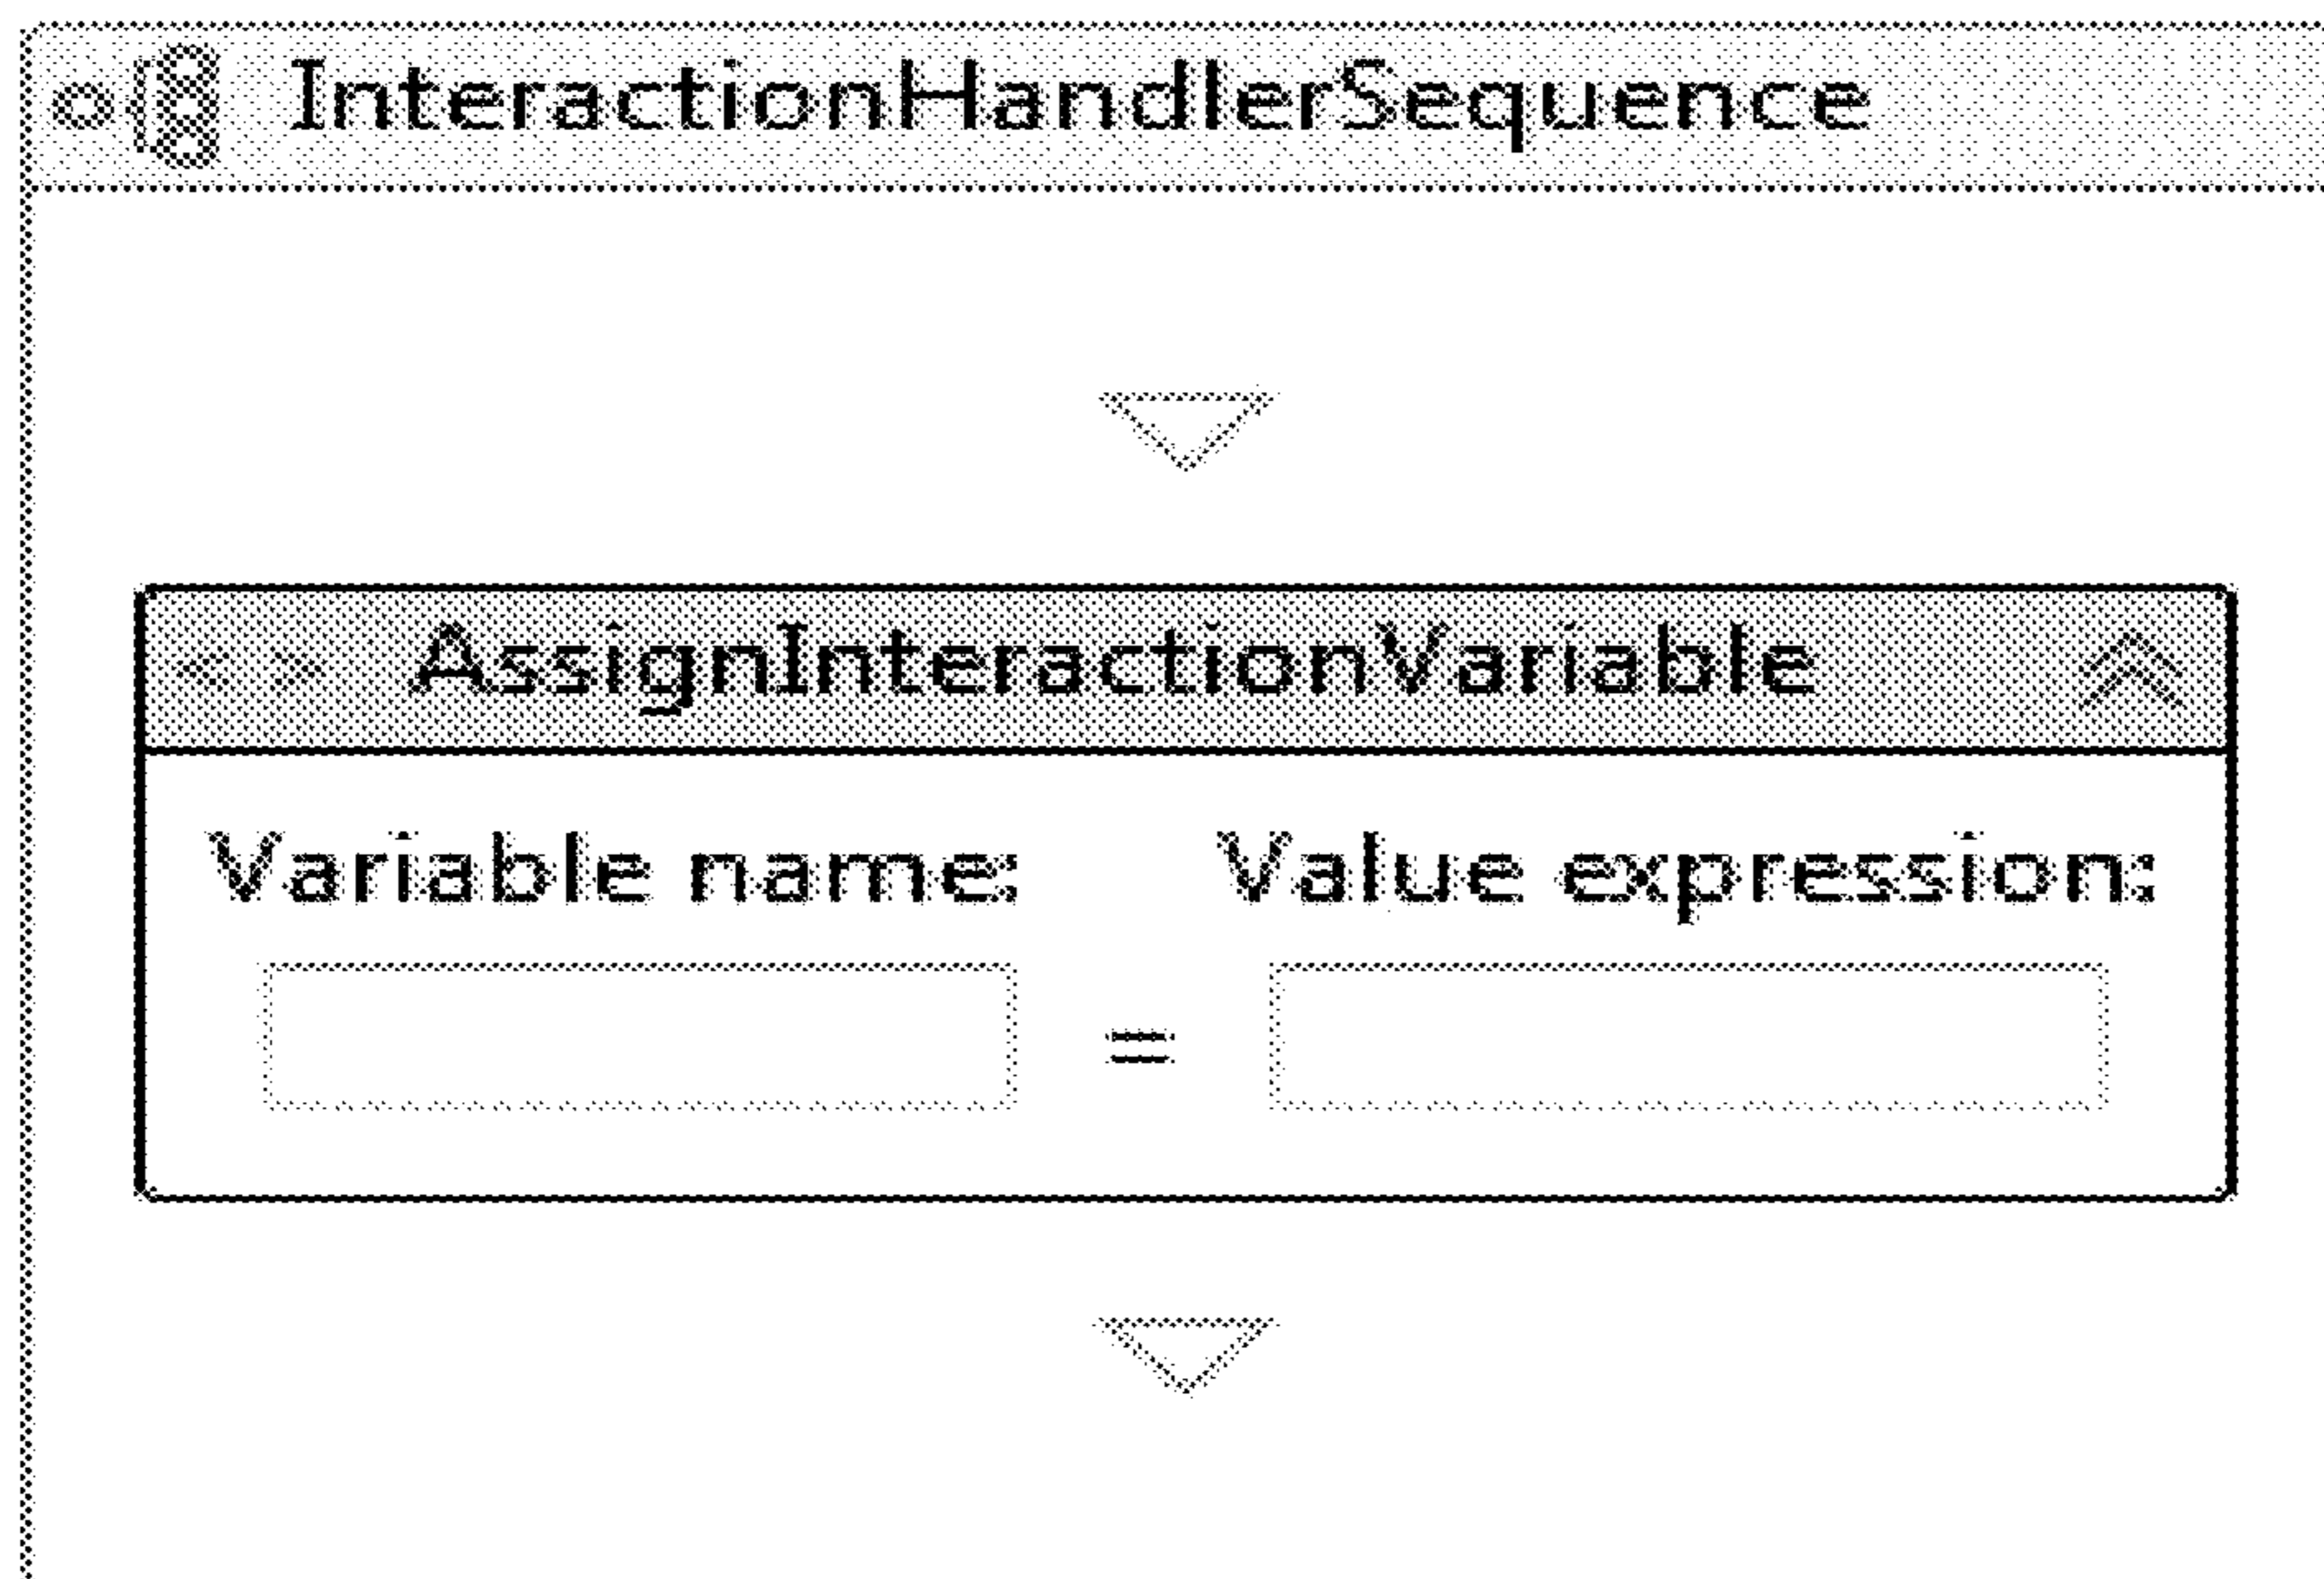 InteractionHandlerSequence
< > AssignInteractionVariable
Variable name: Value expression:
=